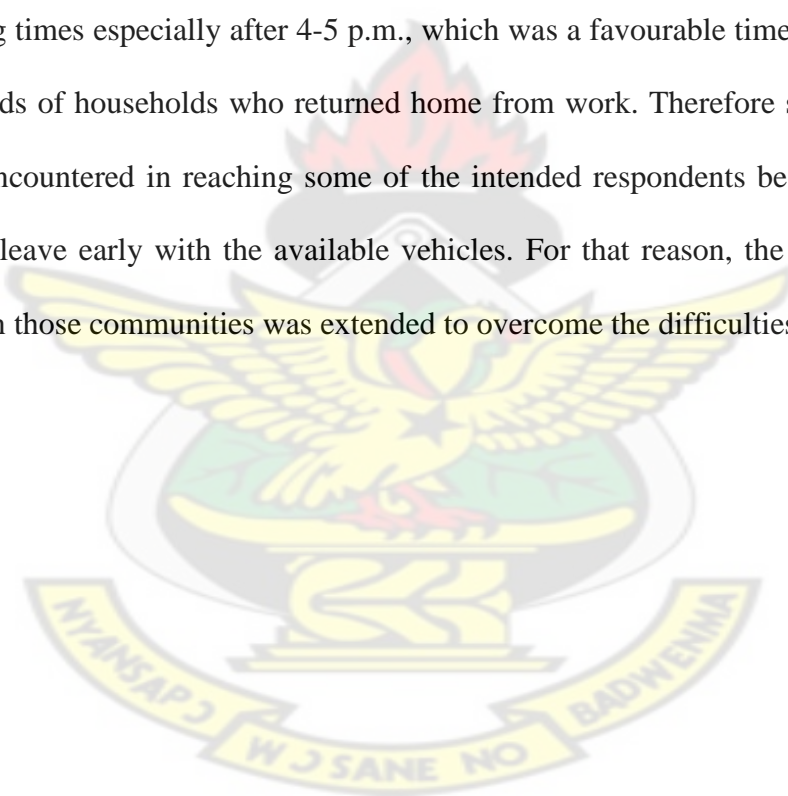 g times especially after 4-5 p.m., which was a favourable time
ds of households who returned home from work. Therefore s
ncountered in reaching some of the intended respondents be
leave early with the available vehicles. For that reason, the
n those communities was extended to overcome the difficulties
NYANSAPƆ
WƆSANE NO
BADWENMA